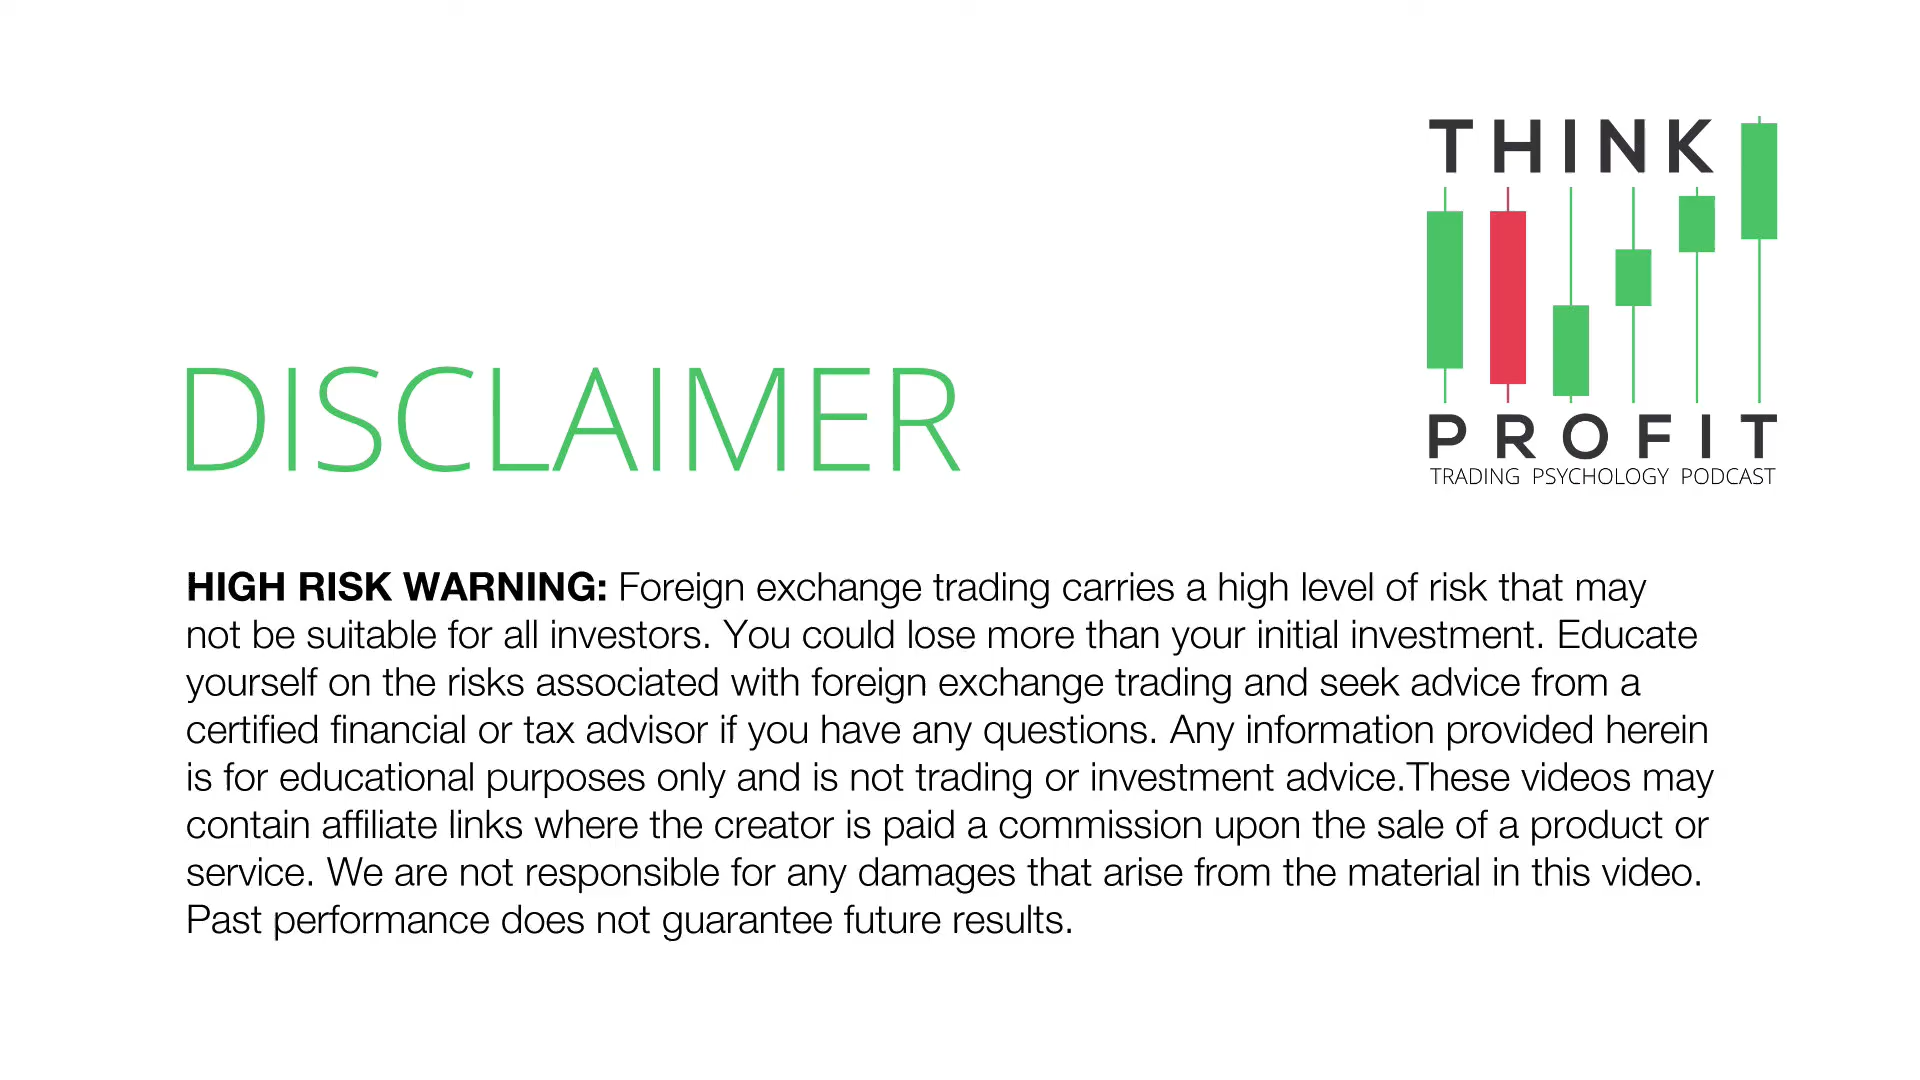 THINK
PROFIT
TRADING PSYCHOLOGY PODCAST
DISCLAIMER
HIGH RISK WARNING: Foreign exchange trading carries a high level of risk that may
not be suitable for all investors. You could lose more than your initial investment. Educate
yourself on the risks associated with foreign exchange trading and seek advice from a
certified financial or tax advisor if you have any questions. Any information provided herein
is for educational purposes only and is not trading or investment advice.These videos may
contain affiliate links where the creator is paid a commission upon the sale of a product or
service. We are not responsible for any damages that arise from the material in this video.
Past performance does not guarantee future results.